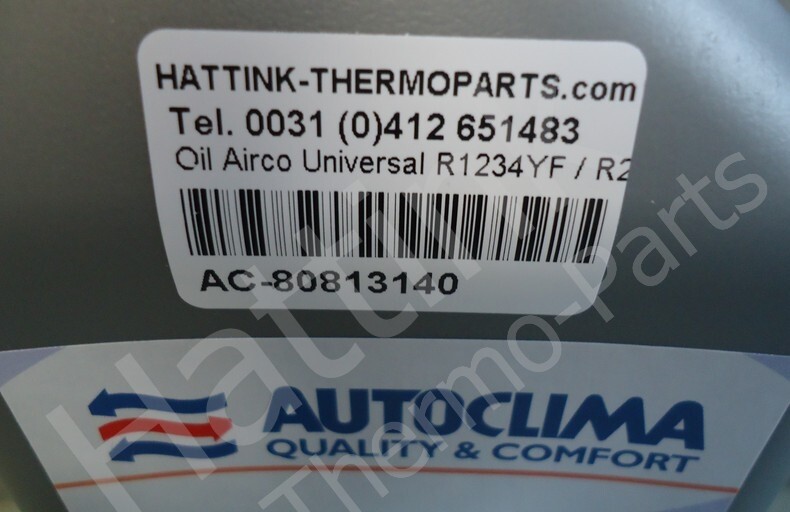 HATTINK-THERMOPARTS.com
Tel. 0031 (0)412 651483
Oil Airco Universal R1234YF / R2
AC-80813140
AUTOCLIMA
QUALITY & COMFORT
Hattink
Thermo-Parts